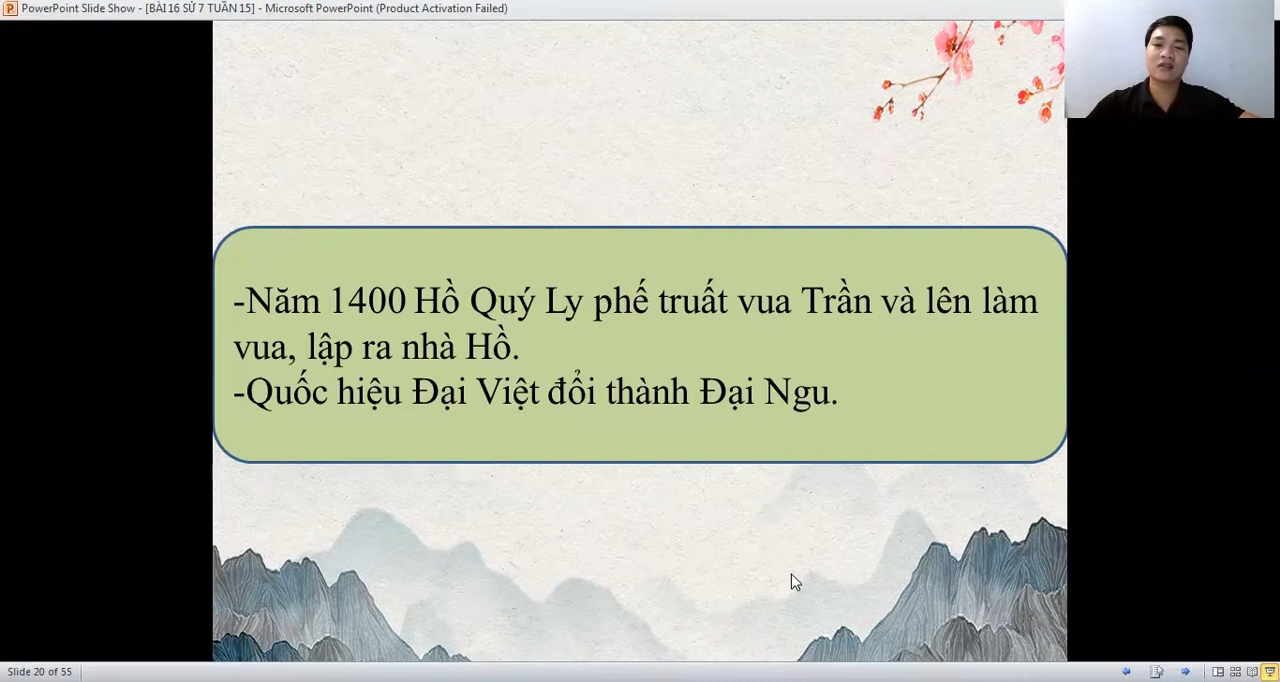 PowerPoint Slide Show - [BÀI 16 SỬ 7 TUẦN 15] - Microsoft PowerPoint (Product Activation Failed)
-Năm 1400 Hồ Quý Ly phế truất vua Trần và lên làm
vua, lập ra nhà Hồ.
-Quốc hiệu Đại Việt đổi thành Đại Ngu.
Slide 20 of 55